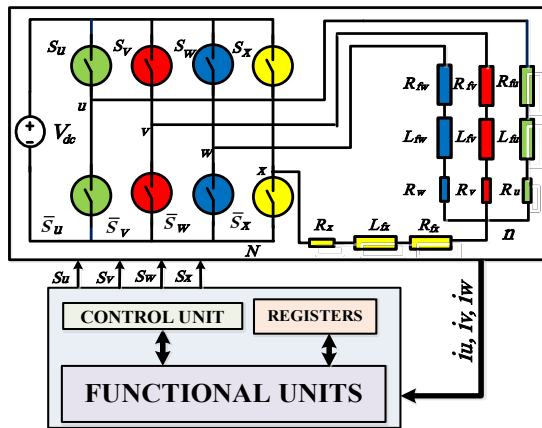 Su Sv Sw Sx
u
v
w
x
Vdc
S̅u S̅v S̅w S̅x
N
Rfw Rfv Rfu
Lfw Lfv Lfu
Rw Rv Ru
Rx Lfx Rfx
n
Su Sv Sw Sx
iu, iv, iw
CONTROL UNIT
REGISTERS
FUNCTIONAL UNITS